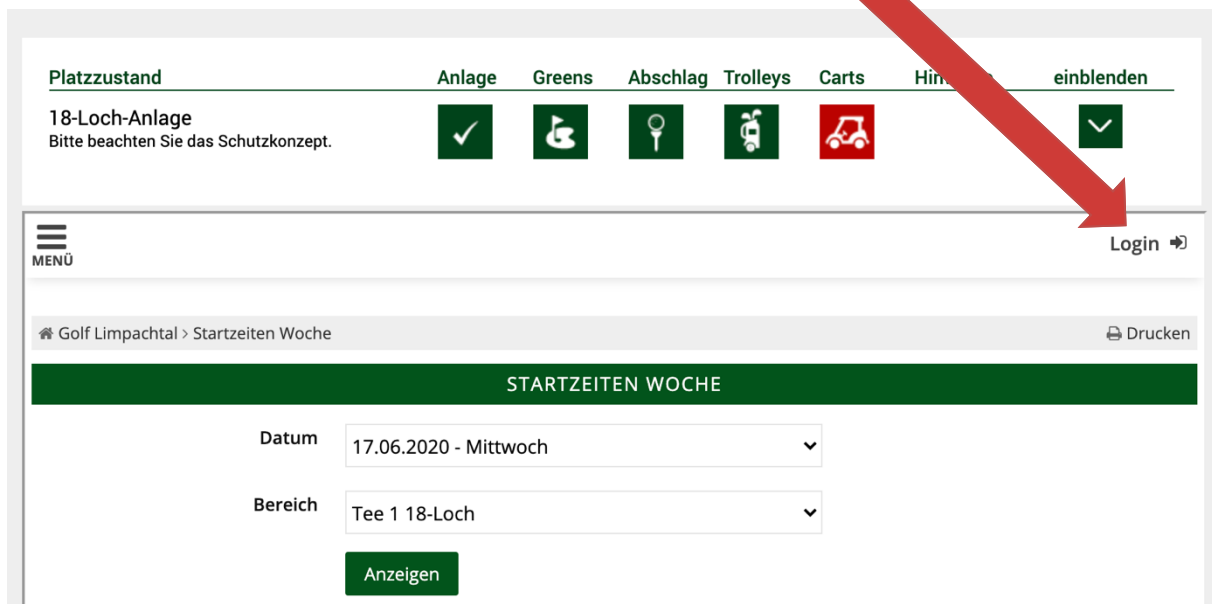 Platzzustand Anlage Greens Abschlag Trolleys Carts einblenden
18-Loch-Anlage
Bitte beachten Sie das Schutzkonzept.
MENÜ
Login
Golf Limpachtal > Startzeiten Woche Drucken
STARTZEITEN WOCHE
Datum 17.06.2020 - Mittwoch
Bereich Tee 1 18-Loch
Anzeigen